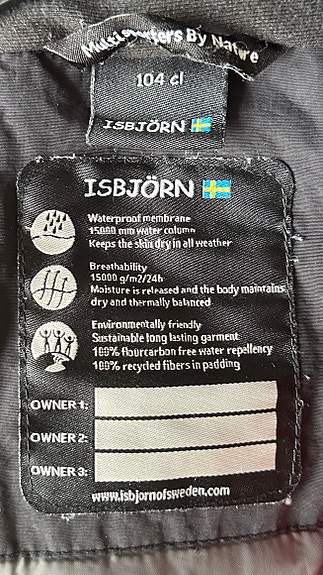 Multisporters By Nature
104 cl
ISBJÖRN
ISBJÖRN
Waterproof membrane
15000 mm water column
Keeps the skin dry in all weather
Breathability
15000 g/m2/24h
Moisture is released and the body maintains
dry and thermally balanced
Environmentally friendly
Sustainable long lasting garment
100% flourcarbon free water repellency
100% recycled fibers in padding
OWNER 1:
OWNER 2:
OWNER 3:
www.isbjornofsweden.com